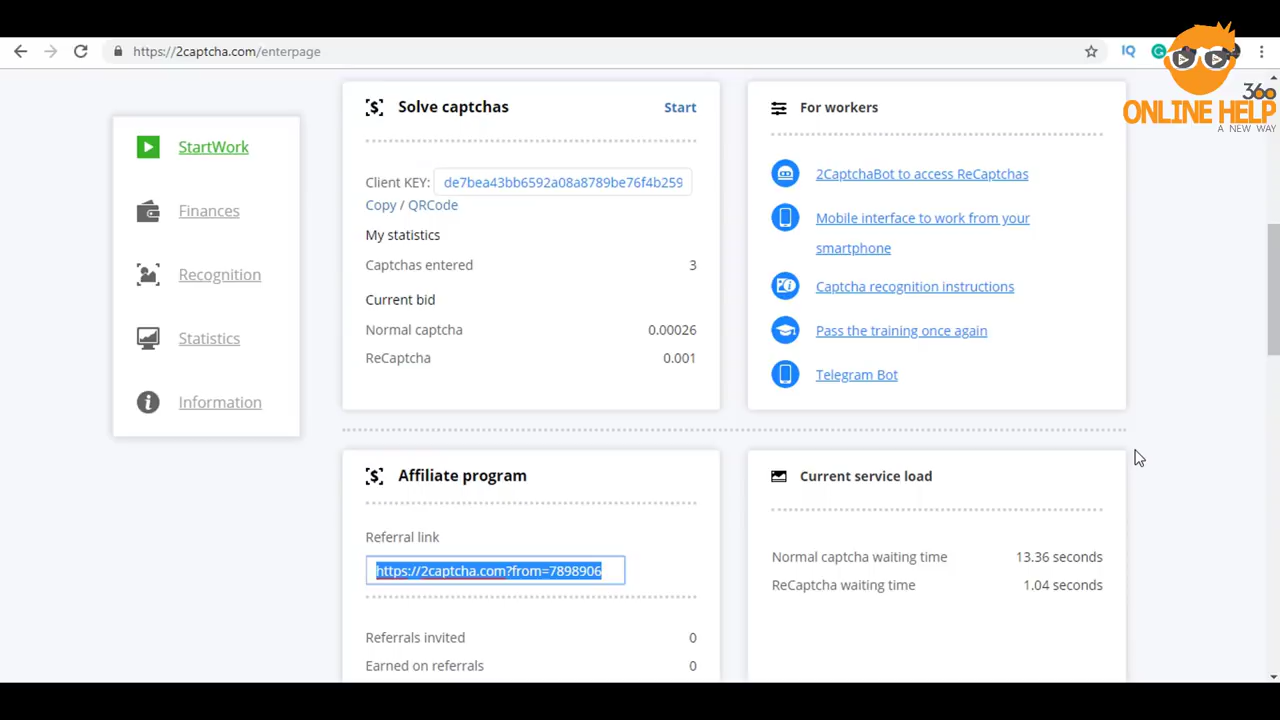 https://2captcha.com/enterpage
IQ
360
ONLINE HELP
A NEW WAY
StartWork
Finances
Recognition
Statistics
Information
Solve captchas
Start
Client KEY:
de7bea43bb6592a08a8789be76f4b259
Copy / QRCode
My statistics
Captchas entered
3
Current bid
Normal captcha
0.00026
ReCaptcha
0.001
For workers
2CaptchaBot to access ReCaptchas
Mobile interface to work from your
smartphone
Captcha recognition instructions
Pass the training once again
Telegram Bot
Affiliate program
Referral link
https://2captcha.com?from=7898906
Referrals invited
0
Earned on referrals
0
Current service load
Normal captcha waiting time
13.36 seconds
ReCaptcha waiting time
1.04 seconds